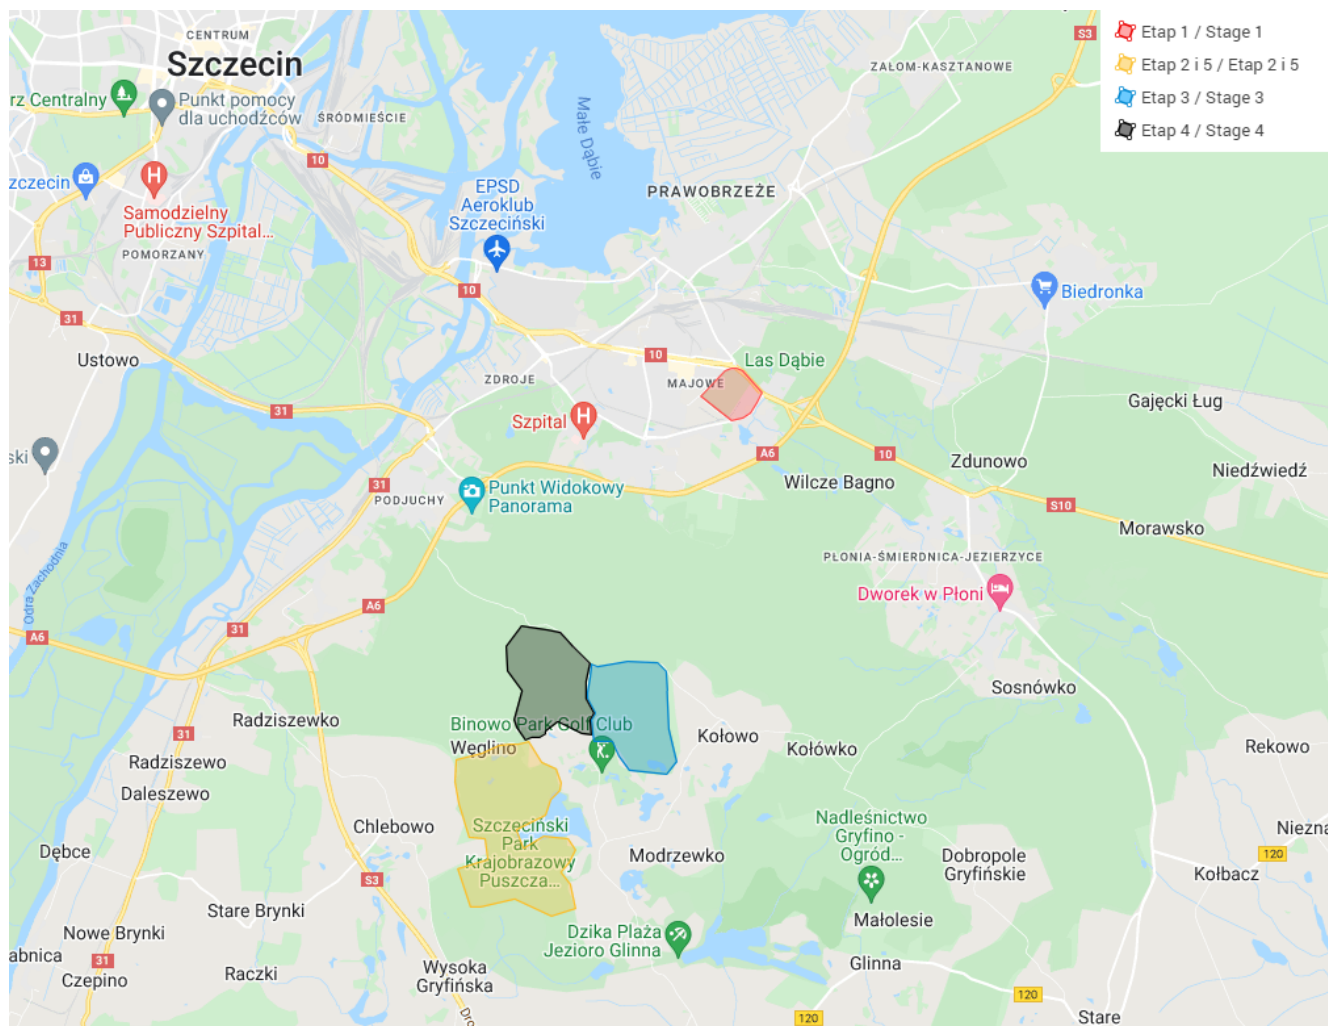 CENTRUM
Szczecin
rz Centralny
Punkt pomocy
dla uchodźców
ŚRÓDMIEŚCIE
10
zczecin
H
Samodzielny
Publiczny Szpital...
POMORZANY
13
31
Ustowo
Małe Dąbie
EPSD
Aeroklub
Szczeciński
10
PRAWOBRZEŻE
ZAŁOM-KASZTANOWE
S3
Etap 1 / Stage 1
Etap 2 i 5 / Etap 2 i 5
Etap 3 / Stage 3
Etap 4 / Stage 4
Biedronka
10
Las Dąbie
ZDROJE
MAJOWE
31
Szpital
H
Gajęcki Ług
ski
A6
10
Zdunowo
Niedźwiedź
31
PODJUCHY
Punkt Widokowy
Panorama
Wilcze Bagno
S10
Morawsko
Odra Zachodnia
PŁONIA-ŚMIERDNICA-JEZIERZYCE
Dworek w Płoni
A6
31
A6
Sosnówko
Radziszewko
31
Binowo Park Golf Club
Węglino
Kołowo
Kołówko
Rekowo
Radziszewo
Daleszewo
Chlebowo
Szczeciński
Park
Krajobrazowy
Puszcza...
Nadleśnictwo
Gryfino -
Ogród...
Niezna
Dębce
Modrzewko
Dobropole
Gryfińskie
120
Kołbacz
S3
Stare Brynki
Małolesie
Nowe Brynki
Dzika Plaża
Jezioro Glinna
abnica
31
Czepino
Raczki
Wysoka
Gryfińska
Glinna
120
120
Stare
Dro